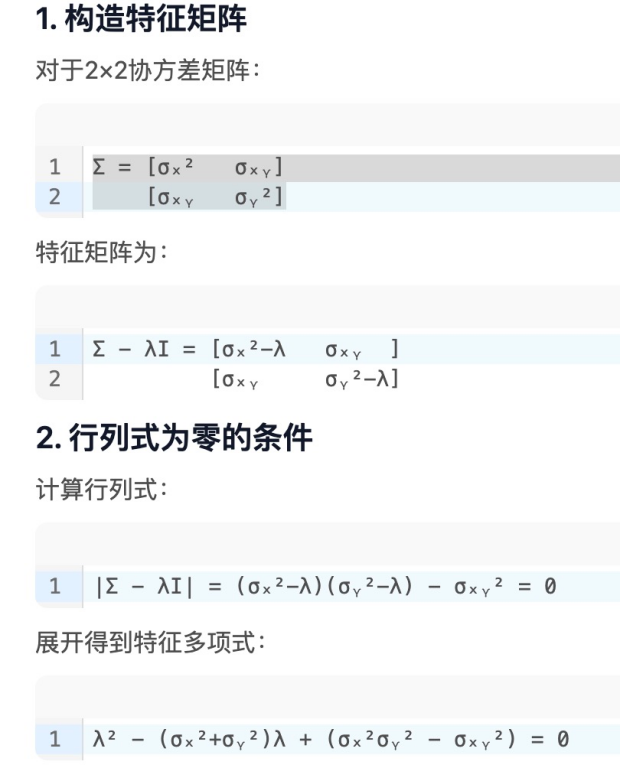 1. 构造特征矩阵
对于2×2协方差矩阵：
1 Σ = [σₓ² σₓᵧ]
2 [σₓᵧ σᵧ²]
特征矩阵为：
1 Σ − λI = [σₓ²−λ σₓᵧ ]
2 [σₓᵧ σᵧ²−λ]
2. 行列式为零的条件
计算行列式：
1 |Σ − λI| = (σₓ²−λ)(σᵧ²−λ) − σₓᵧ² = 0
展开得到特征多项式：
1 λ² − (σₓ²+σᵧ²)λ + (σₓ²σᵧ² − σₓᵧ²) = 0